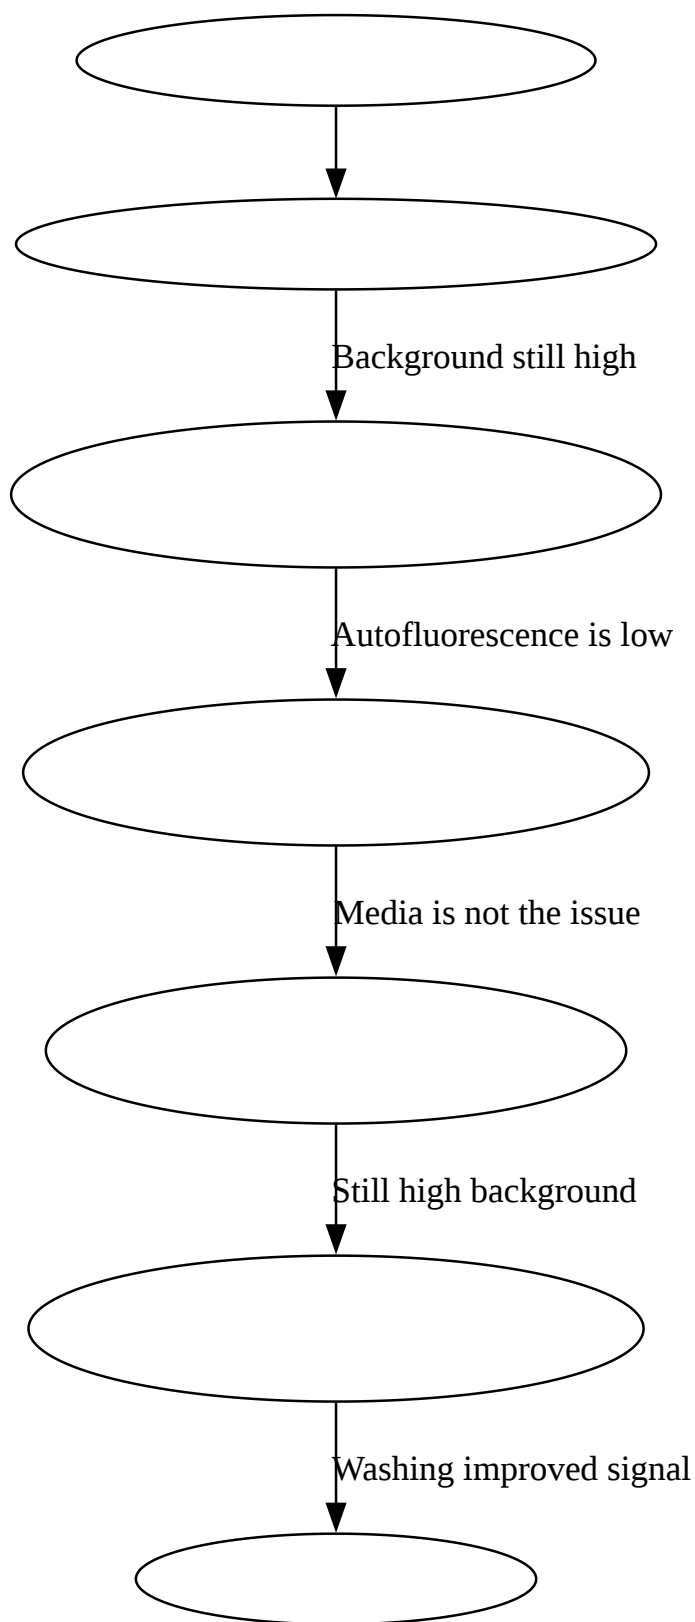 Background still high
Autofluorescence is low
Media is not the issue
Still high background
Washing improved signal